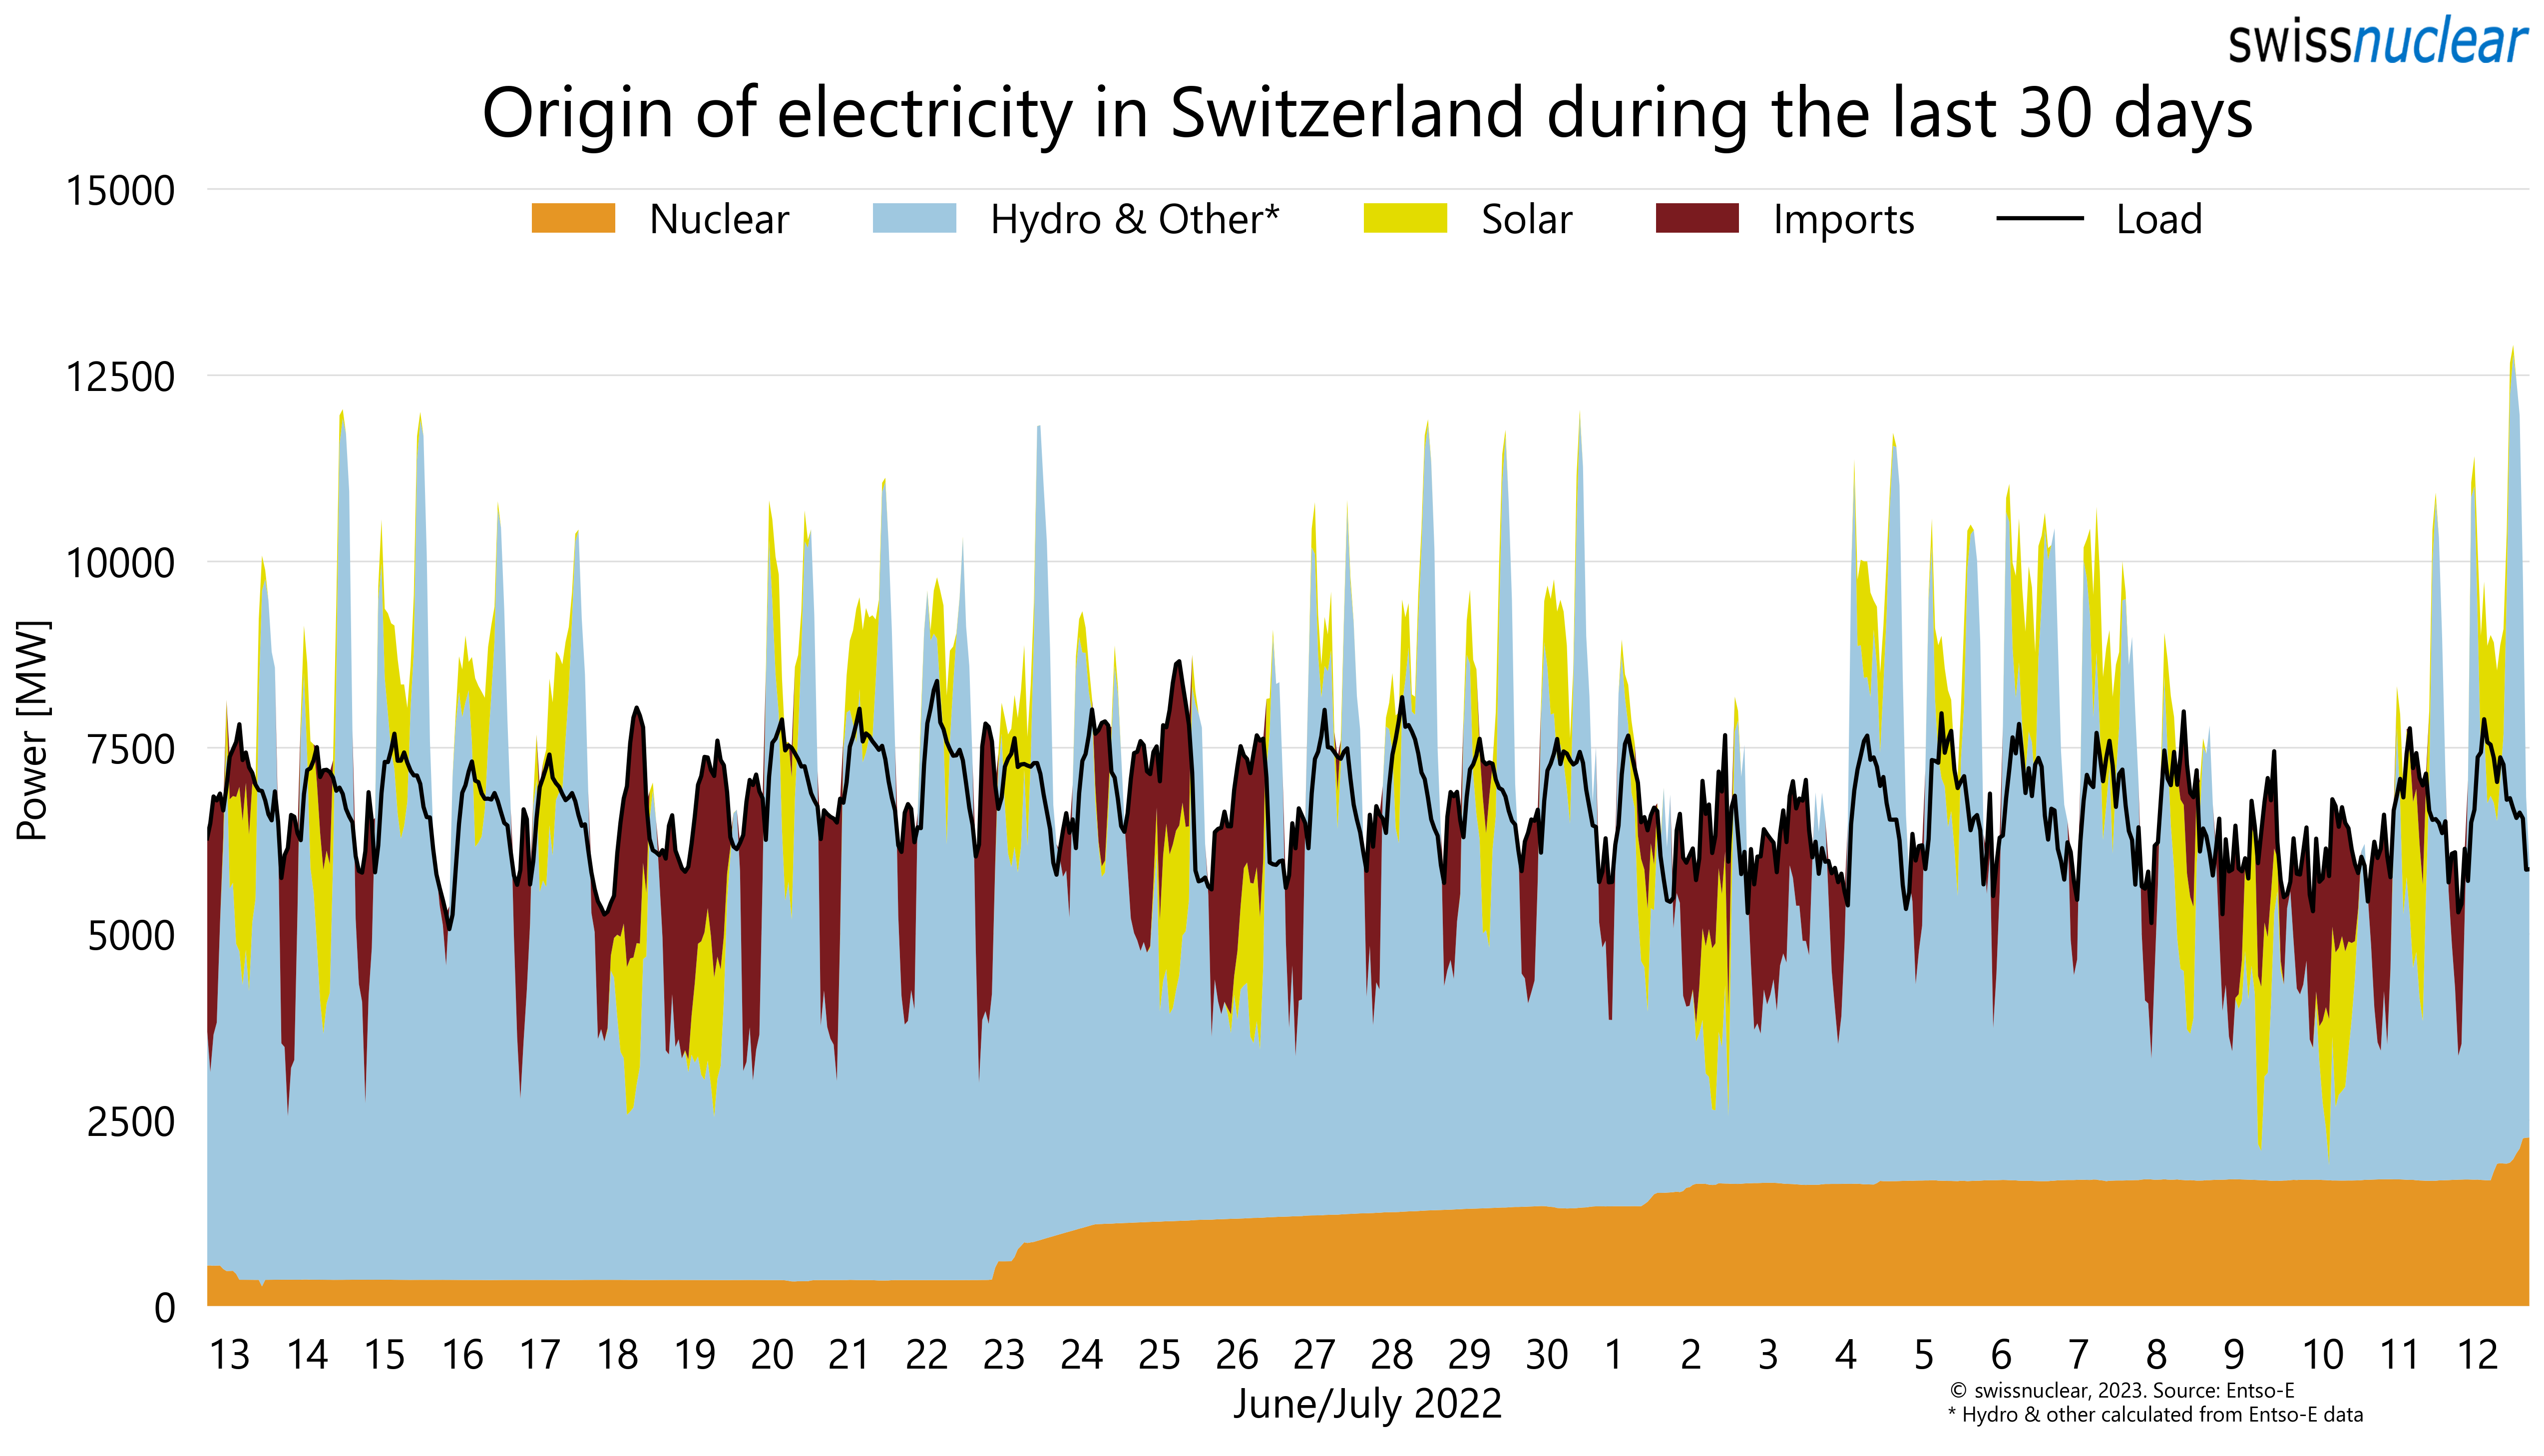 swissnuclear
Origin of electricity in Switzerland during the last 30 days
15000
Nuclear Hydro & Other* Solar Imports Load
12500
10000
7500
5000
2500
0
Power [MW]
13 14 15 16 17 18 19 20 21 22 23 24 25 26 27 28 29 30 1 2 3 4 5 6 7 8 9 10 11 12
June/July 2022
© swissnuclear, 2023. Source: Entso-E
* Hydro & other calculated from Entso-E data